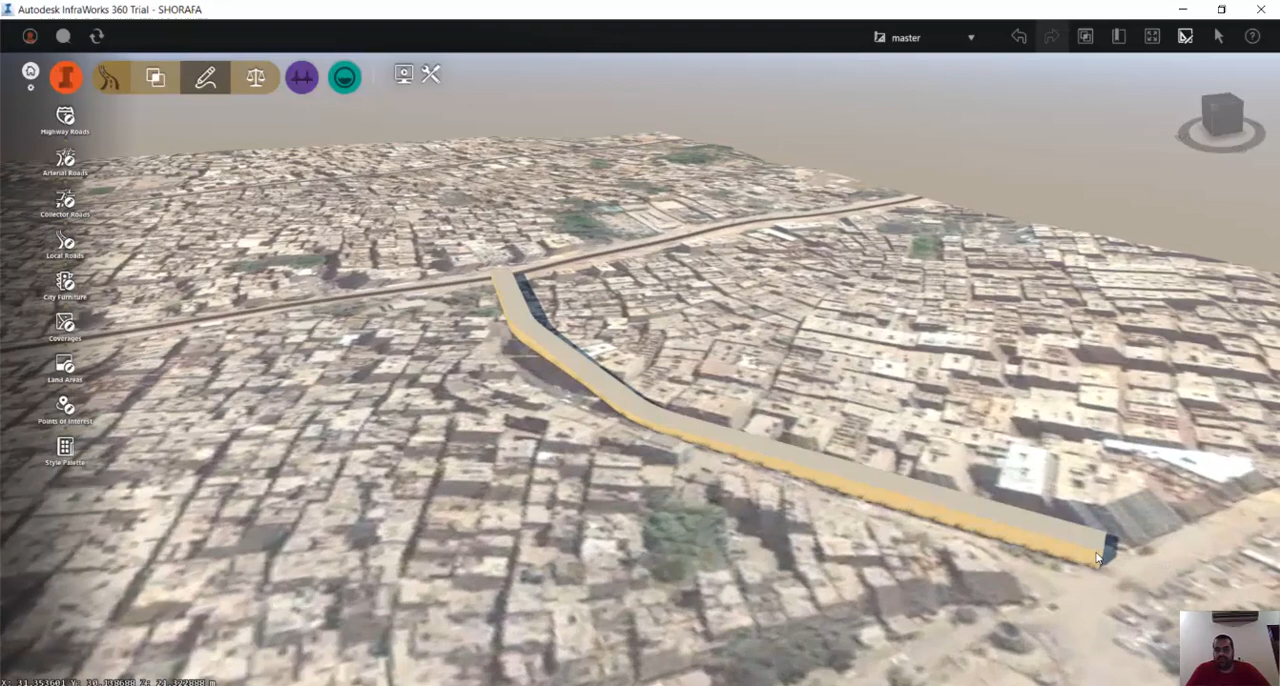 Autodesk InfraWorks 360 Trial - SHORAFA
master
Highway Roads
Arterial Roads
Collector Roads
Local Roads
City Furniture
Coverages
Land Areas
Points of Interest
Style Palette